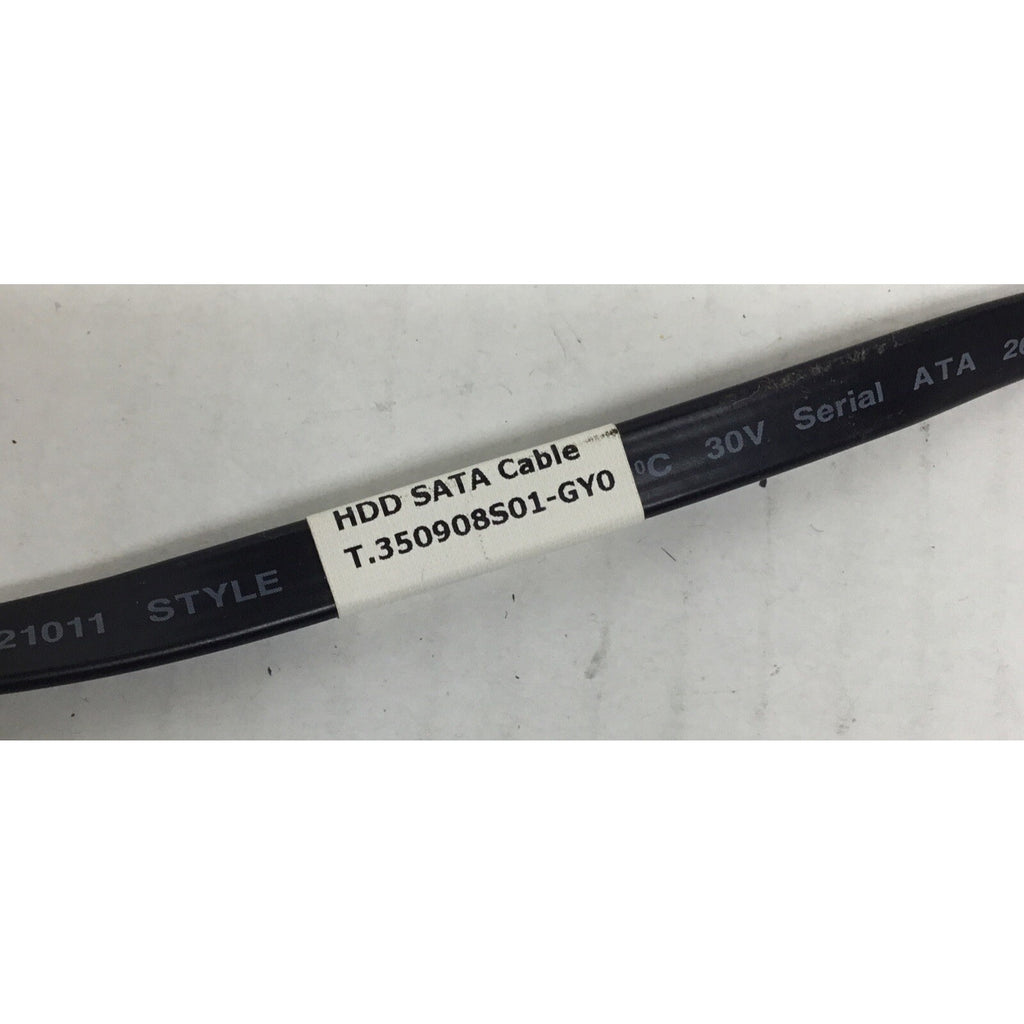 HDD SATA Cable
T.350908S01-GY0
21011 STYLE °C 30V Serial ATA